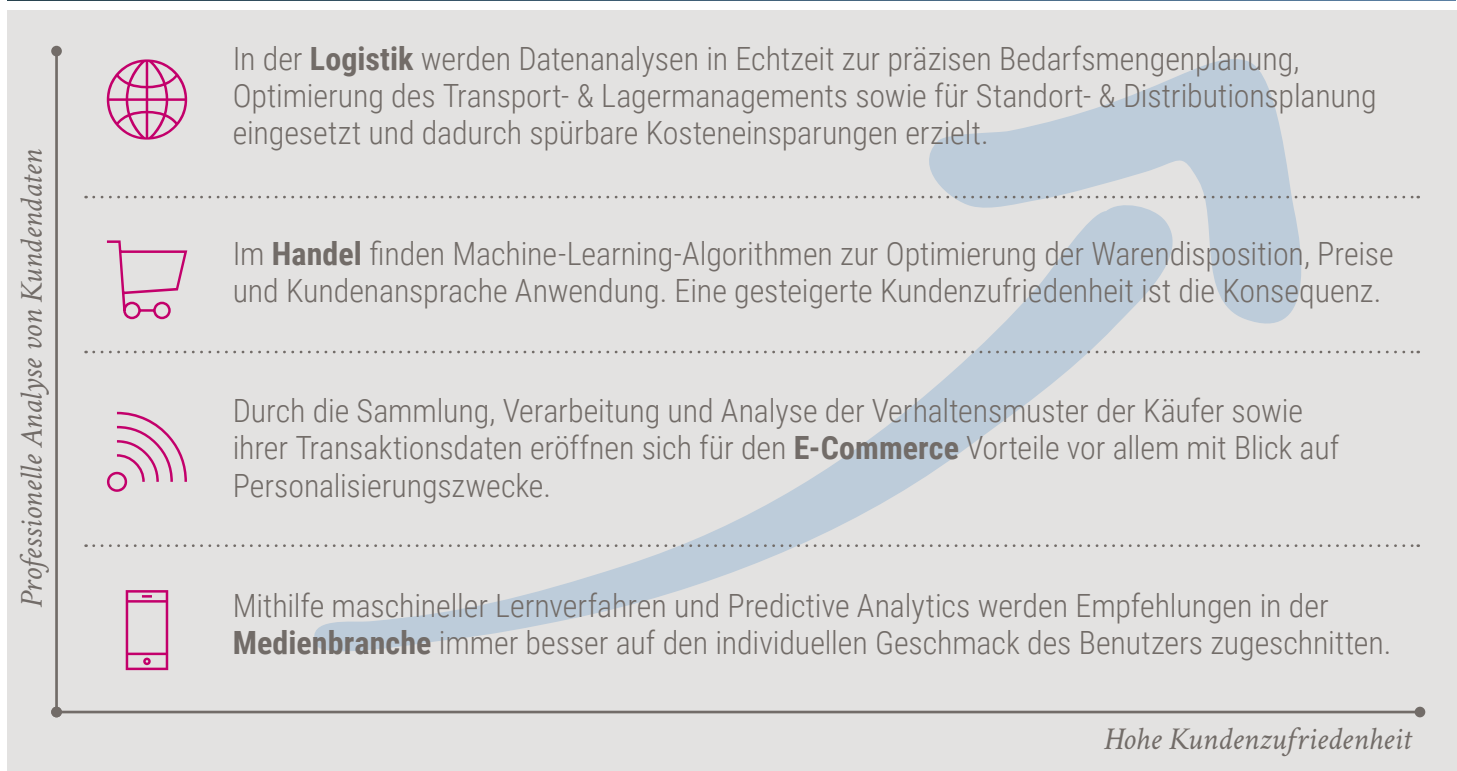 Professionelle Analyse von Kundendaten
In der Logistik werden Datenanalysen in Echtzeit zur präzisen Bedarfsmengenplanung,
Optimierung des Transport- & Lagermanagements sowie für Standort- & Distributionsplanung
eingesetzt und dadurch spürbare Kosteneinsparungen erzielt.
Im Handel finden Machine-Learning-Algorithmen zur Optimierung der Warendisposition, Preise
und Kundenansprache Anwendung. Eine gesteigerte Kundenzufriedenheit ist die Konsequenz.
Durch die Sammlung, Verarbeitung und Analyse der Verhaltensmuster der Käufer sowie
ihrer Transaktionsdaten eröffnen sich für den E-Commerce Vorteile vor allem mit Blick auf
Personalisierungszwecke.
Mithilfe maschineller Lernverfahren und Predictive Analytics werden Empfehlungen in der
Medienbranche immer besser auf den individuellen Geschmack des Benutzers zugeschnitten.
Hohe Kundenzufriedenheit